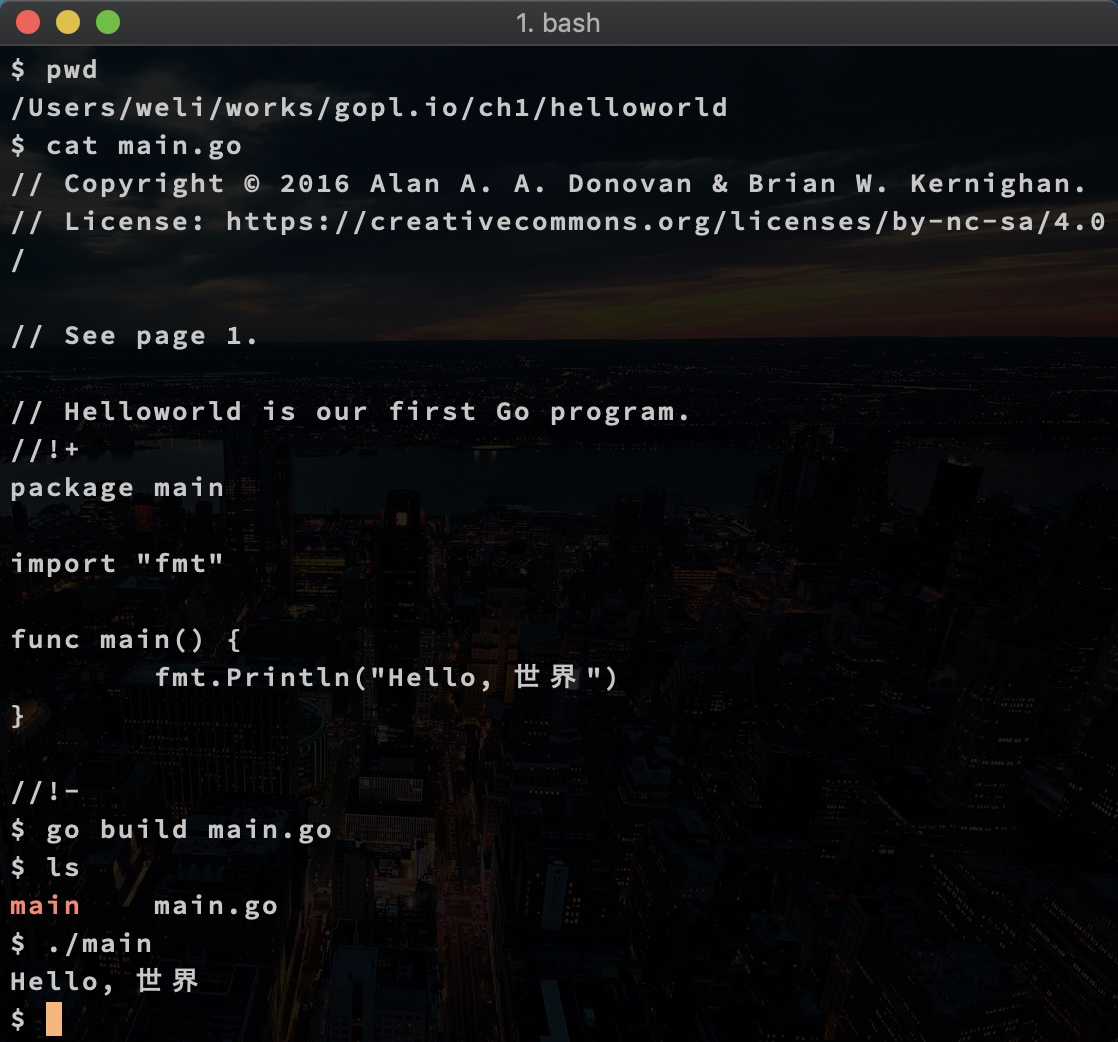 1. bash
$ pwd
/Users/weli/works/gopl.io/ch1/helloworld
$ cat main.go
// Copyright © 2016 Alan A. A. Donovan & Brian W. Kernighan.
// License: https://creativecommons.org/licenses/by-nc-sa/4.0
/
// See page 1.
// Helloworld is our first Go program.
//!+
package main
import "fmt"
func main() {
        fmt.Println("Hello, 世界")
}
//!-
$ go build main.go
$ ls
main    main.go
$ ./main
Hello, 世界
$